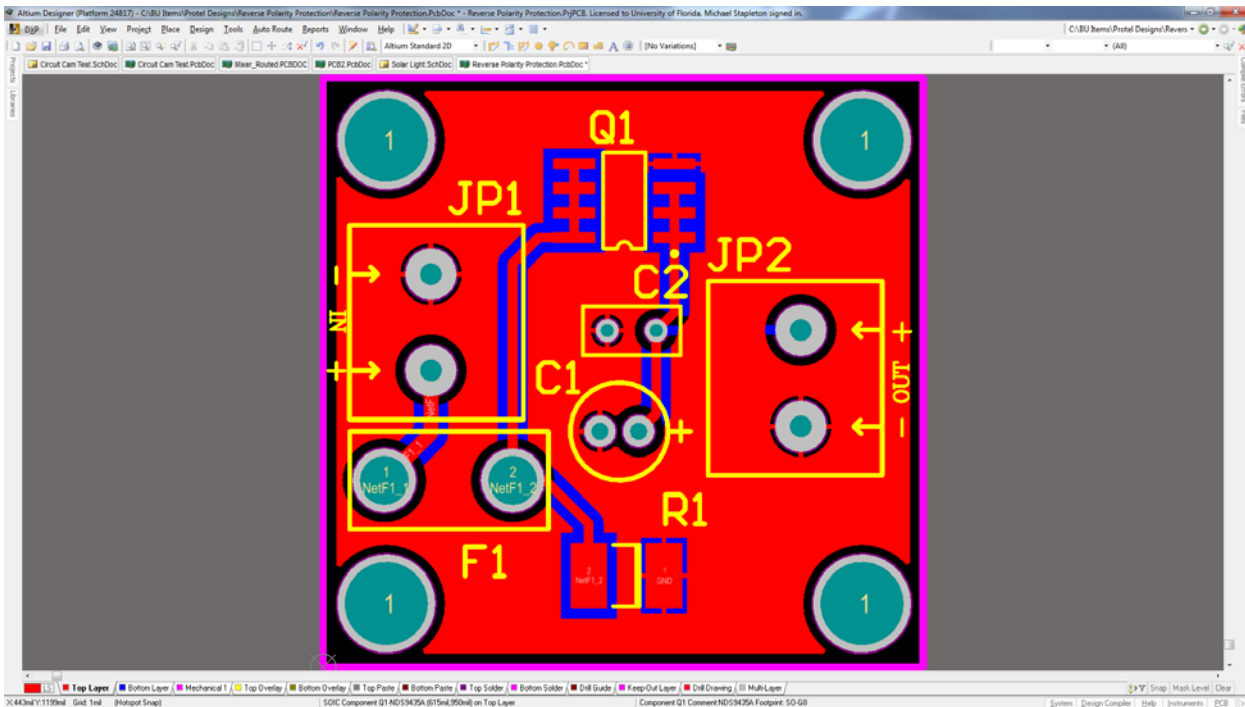 Altium Designer (Platform 24817) - C:\BU Items\Protel Designs\Reverse Polarity Protection\Reverse Polarity Protection.PcbDoc * - Reverse Polarity Protection.PrjPCB. Licensed to University of Florida. Michael Stapleton signed in.
DXP File Edit View Project Place Design Tools Auto Route Reports Window Help C:\BU Items\Protel Designs\Revers
Altium Standard 2D [No Variations] (All)
Circuit Cam Test.SchDoc Circuit Cam Test.PcbDoc Mixer_Routed.PCBDOC PCB2.PcbDoc Solar Light.SchDoc Reverse Polarity Protection.PcbDoc *
Projects
Libraries
Compile Errors
Files
1
1
Q1
JP1
JP2
C2
−
IN
+
+
OUT
−
C1
+
NetF1_1
1
NetF1_1
2
NetF1_2
R1
F1
2
NetF1_2
1
GND
1
1
LS Top Layer Bottom Layer Mechanical 1 Top Overlay Bottom Overlay Top Paste Bottom Paste Top Solder Bottom Solder Drill Guide Keep-Out Layer Drill Drawing Multi-Layer Snap Mask Level Clear
X:443mil Y:1199mil Grid: 1mil (Hotspot Snap) SOIC Component Q1-NDS9435A (615mil,950mil) on Top Layer Component Q1 Comment:NDS9435A Footprint: SO-G8 System Design Compiler Help Instruments PCB